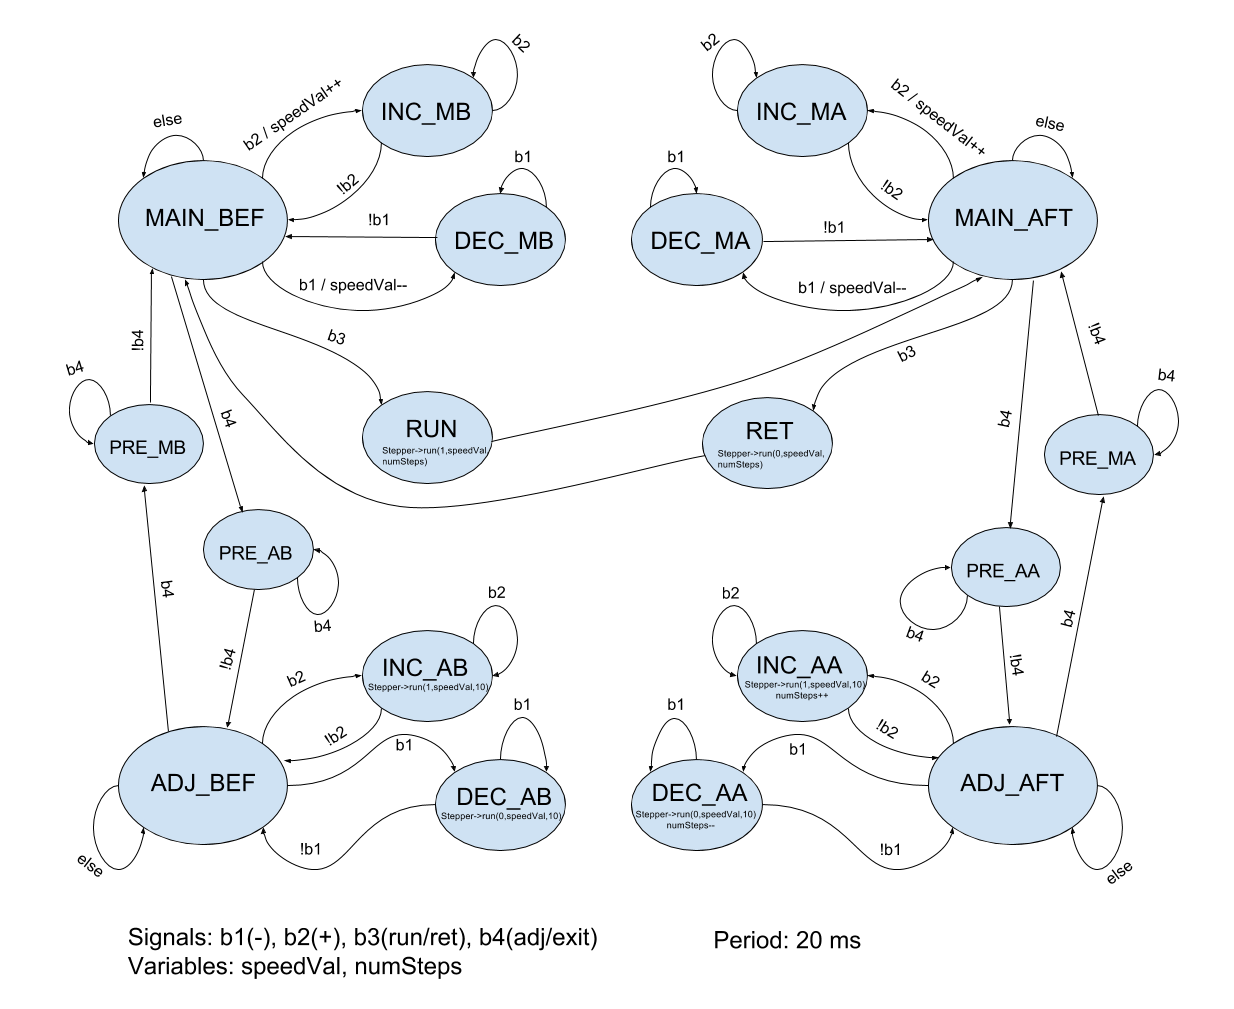 b2
b2
b2 / speedVal++
INC_MB
INC_MA
b2 / speedVal++
else
else
!b2
!b2
b1
b1
MAIN_BEF
!b1
DEC_MB
DEC_MA
!b1
MAIN_AFT
b1 / speedVal--
b1 / speedVal--
!b4
b3
b3
!b4
b4
b4
b4
b4
RUN
Stepper->run(1,speedVal,
numSteps)
RET
Stepper->run(0,speedVal,
numSteps)
PRE_MB
PRE_MA
PRE_AB
PRE_AA
b4
b4
b4
b4
!b4
!b4
b2
b2
INC_AB
Stepper->run(1,speedVal,10)
INC_AA
Stepper->run(1,speedVal,10)
numSteps++
b2
b2
!b2
!b2
b1
b1
b1
b1
ADJ_BEF
DEC_AB
Stepper->run(0,speedVal,10)
DEC_AA
Stepper->run(0,speedVal,10)
numSteps--
ADJ_AFT
!b1
!b1
else
else
Signals: b1(-), b2(+), b3(run/ret), b4(adj/exit)
Variables: speedVal, numSteps
Period: 20 ms